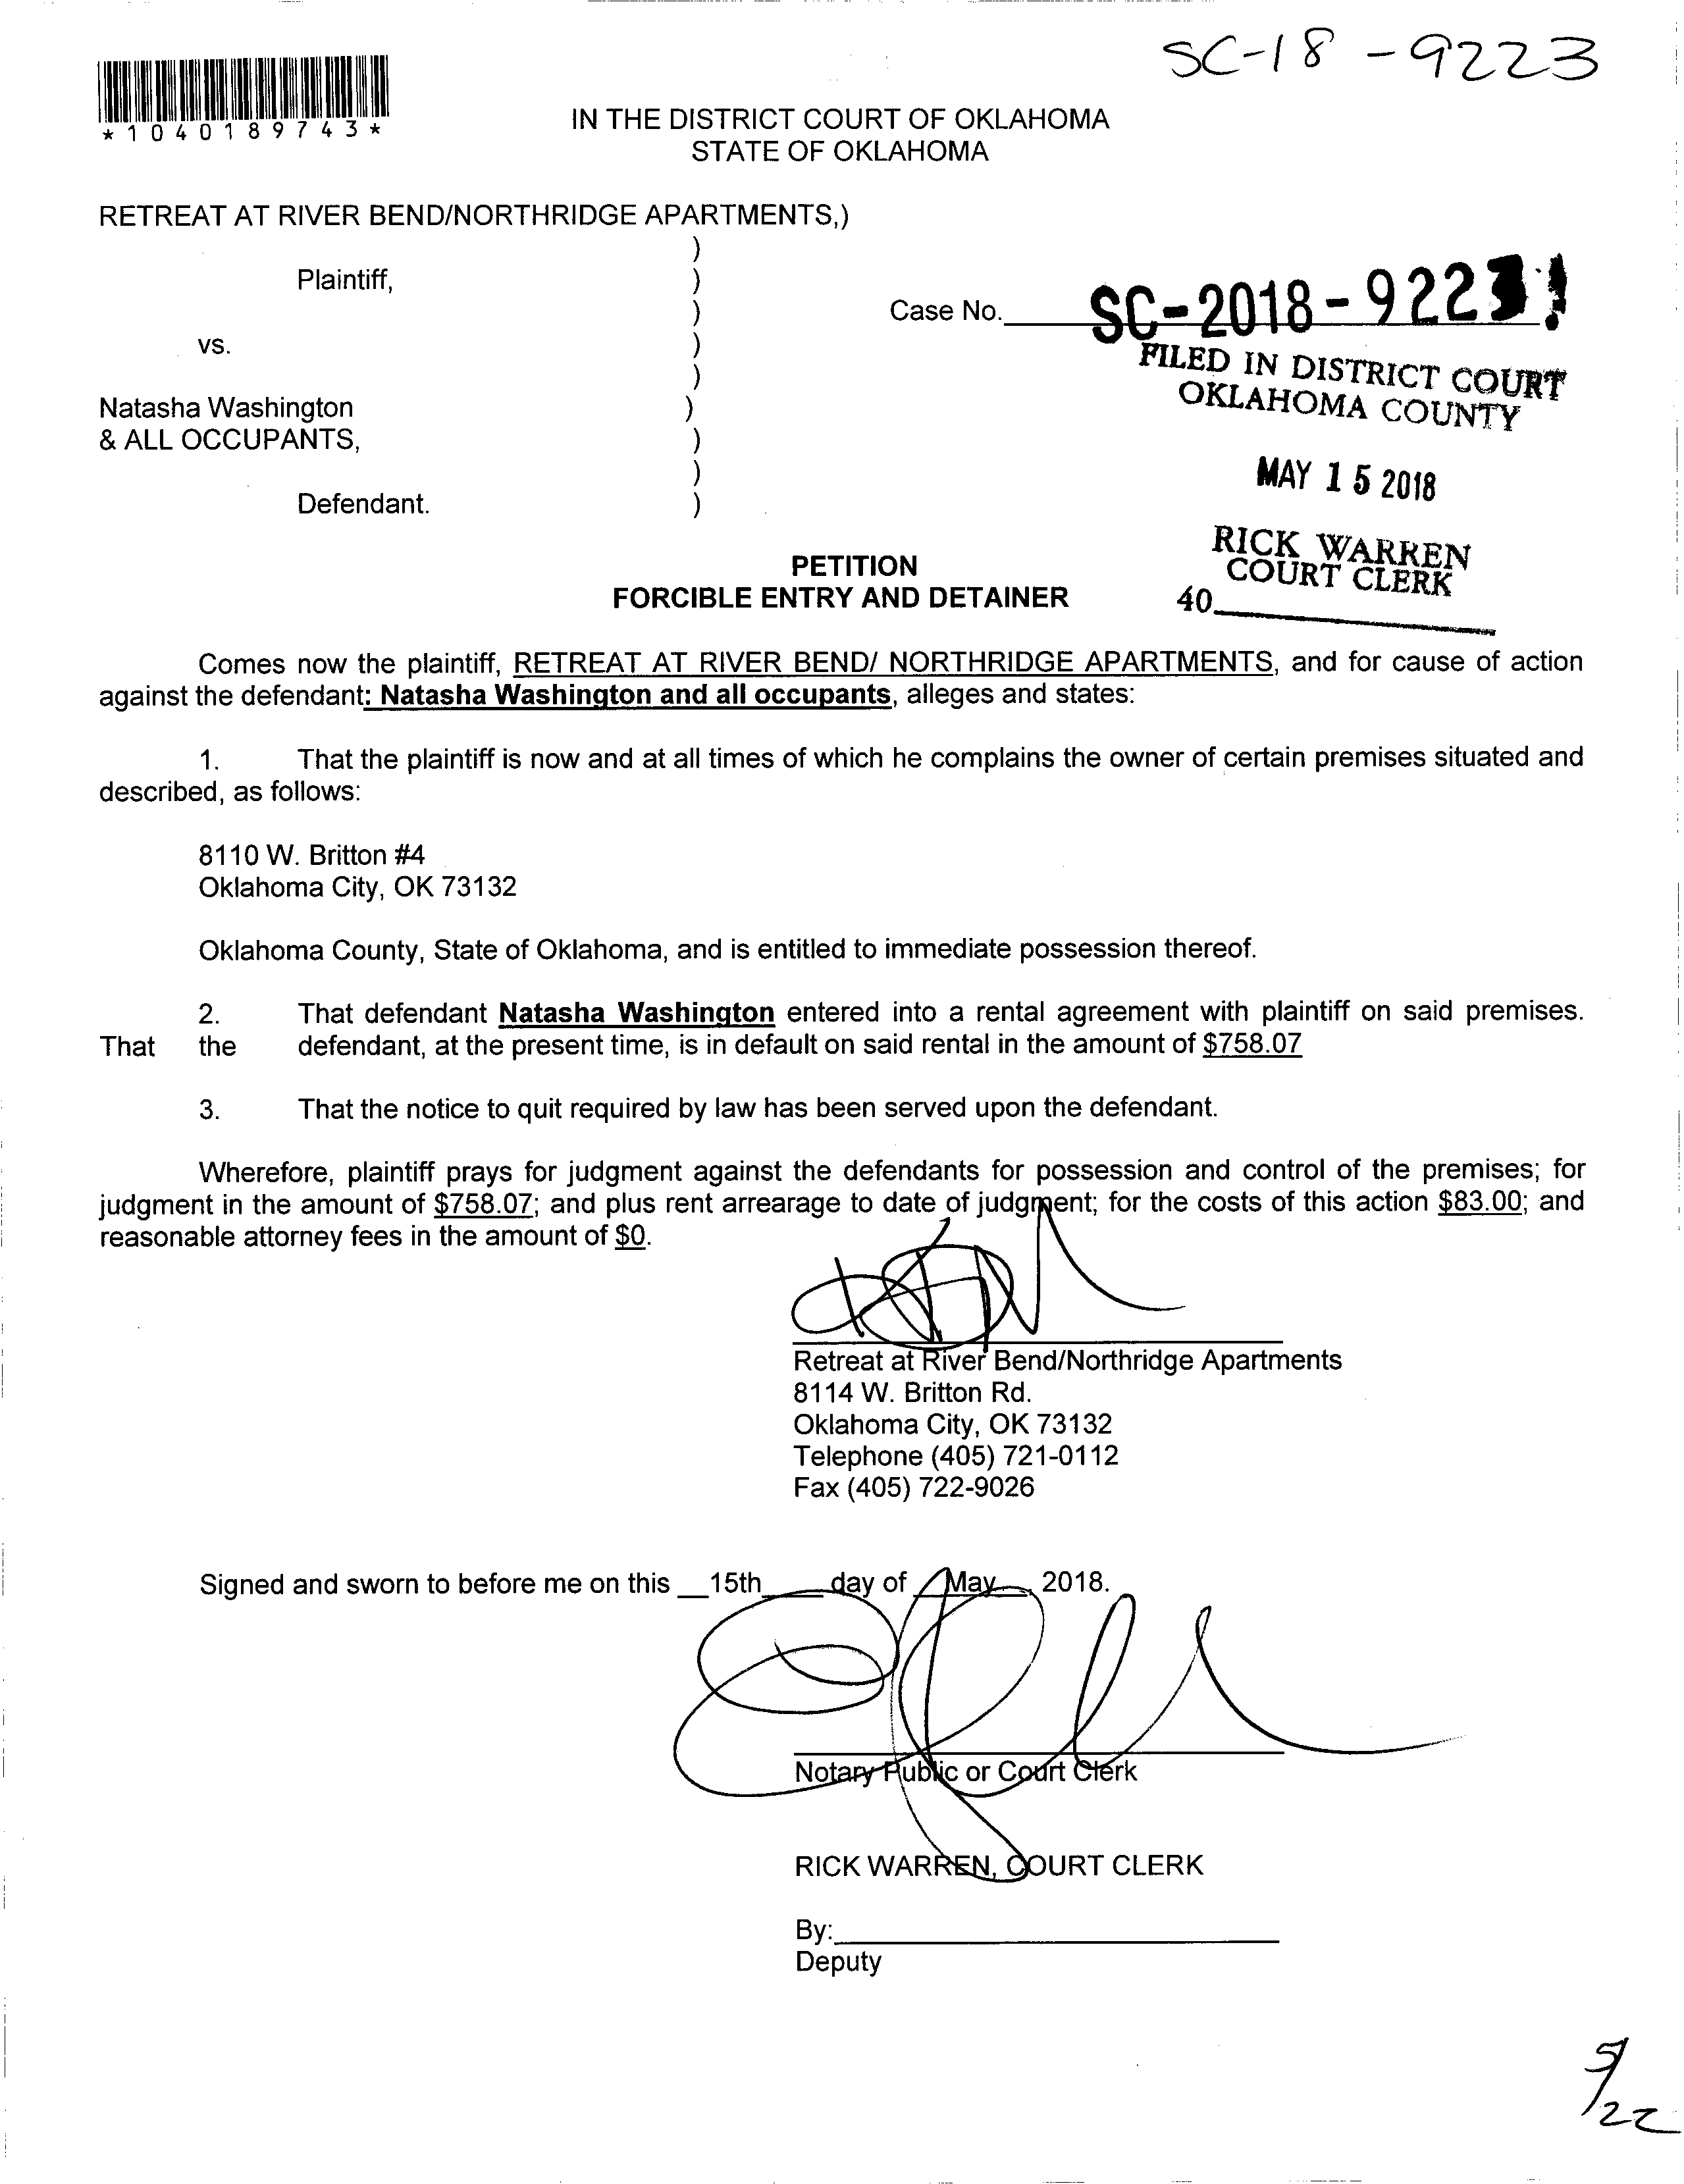 SC-18-9223
*1040189743*
IN THE DISTRICT COURT OF OKLAHOMA
STATE OF OKLAHOMA
RETREAT AT RIVER BEND/NORTHRIDGE APARTMENTS,)
)
Plaintiff, )
)
Case No. SC-2018-9223
vs. )
)
FILED IN DISTRICT COURT
OKLAHOMA COUNTY
Natasha Washington )
& ALL OCCUPANTS, )
)
MAY 15 2018
Defendant. )
RICK WARREN
COURT CLERK
40
PETITION
FORCIBLE ENTRY AND DETAINER
Comes now the plaintiff, RETREAT AT RIVER BEND/ NORTHRIDGE APARTMENTS, and for cause of action
against the defendant: Natasha Washington and all occupants, alleges and states:
1. That the plaintiff is now and at all times of which he complains the owner of certain premises situated and
described, as follows:
8110 W. Britton #4
Oklahoma City, OK 73132
Oklahoma County, State of Oklahoma, and is entitled to immediate possession thereof.
2. That defendant Natasha Washington entered into a rental agreement with plaintiff on said premises.
That the defendant, at the present time, is in default on said rental in the amount of $758.07
3. That the notice to quit required by law has been served upon the defendant.
Wherefore, plaintiff prays for judgment against the defendants for possession and control of the premises; for
judgment in the amount of $758.07; and plus rent arrearage to date of judgment; for the costs of this action $83.00; and
reasonable attorney fees in the amount of $0.
Retreat at River Bend/Northridge Apartments
8114 W. Britton Rd.
Oklahoma City, OK 73132
Telephone (405) 721-0112
Fax (405) 722-9026
Signed and sworn to before me on this __15th____ day of __May__, 2018.
Notary Public or Court Clerk
RICK WARREN, COURT CLERK
By:
Deputy
5/22